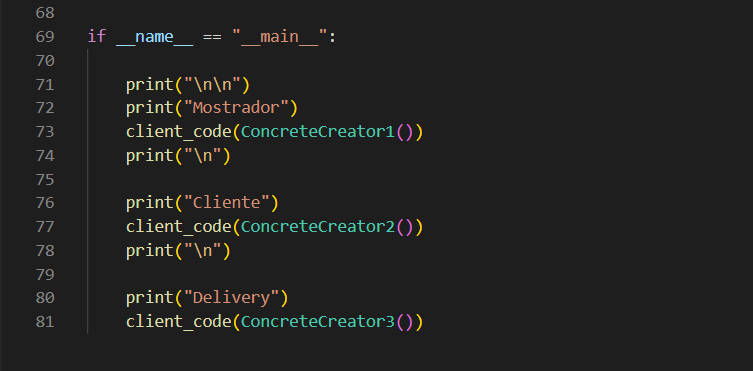 68
69 if __name__ == "__main__":
70
71 print("\n\n")
72 print("Mostrador")
73 client_code(ConcreteCreator1())
74 print("\n")
75
76 print("Cliente")
77 client_code(ConcreteCreator2())
78 print("\n")
79
80 print("Delivery")
81 client_code(ConcreteCreator3())